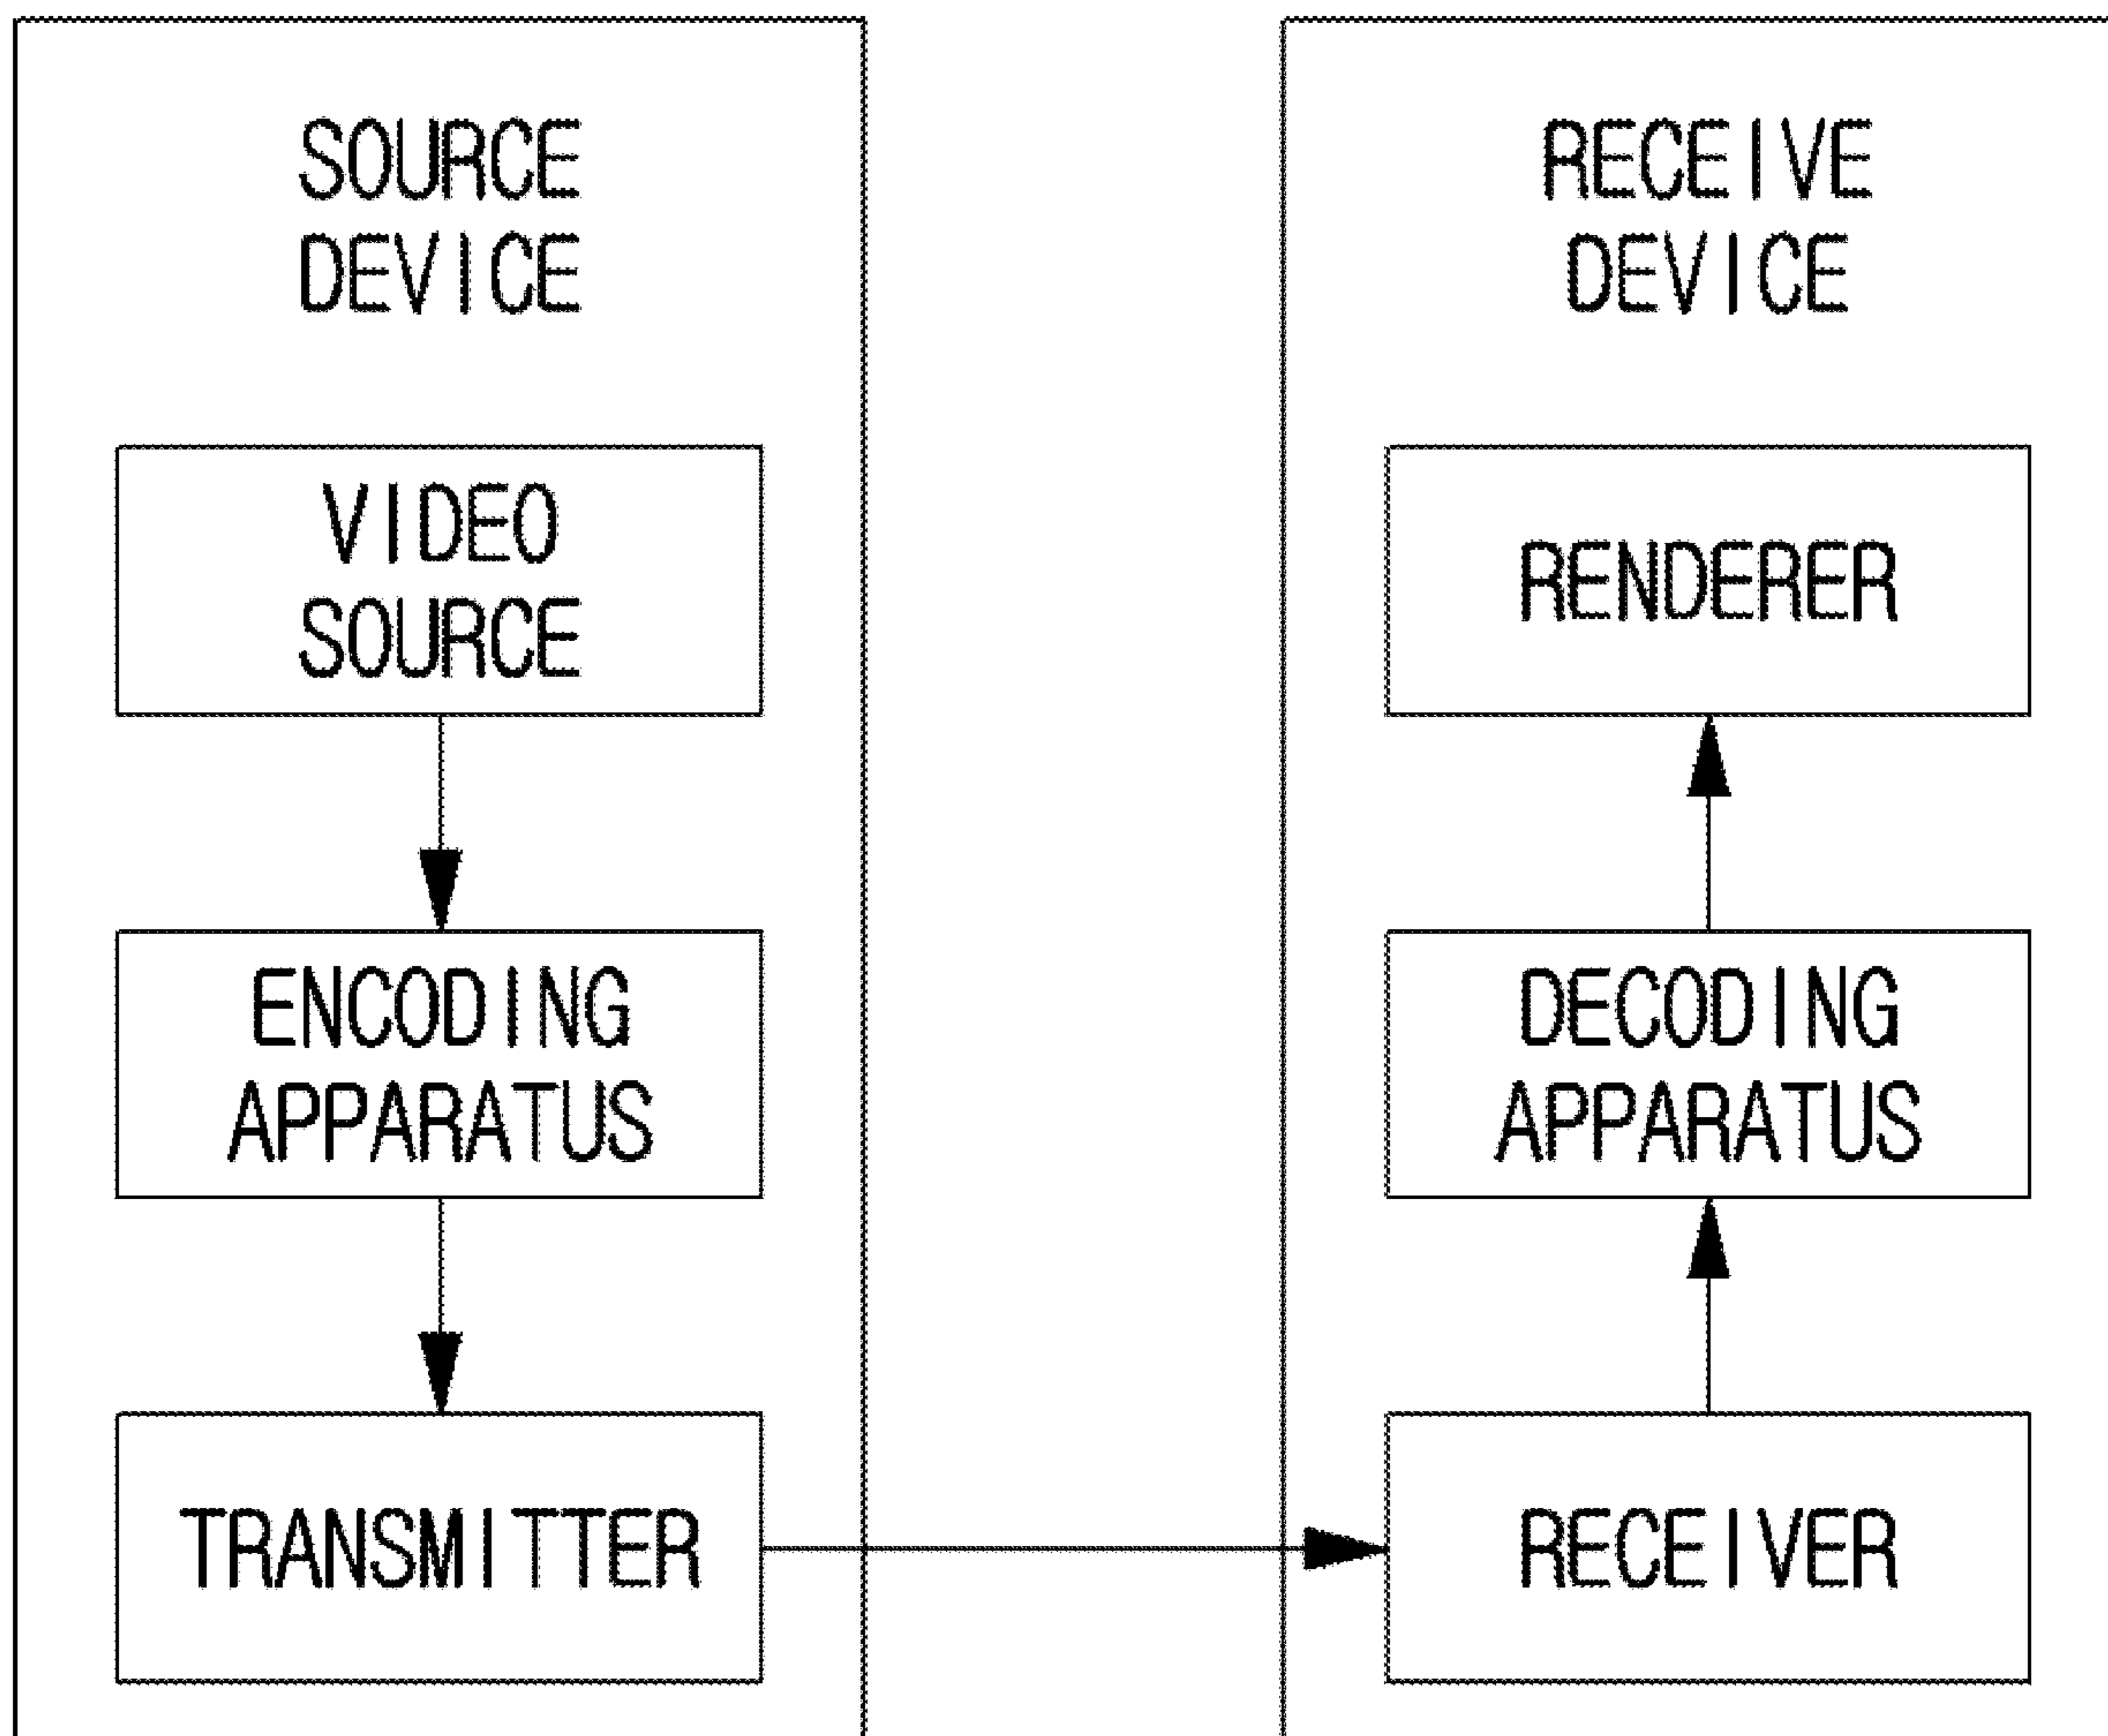 SOURCE
DEVICE
VIDEO
SOURCE
ENCODING
APPARATUS
TRANSMITTER
RECEIVE
DEVICE
RENDERER
DECODING
APPARATUS
RECEIVER